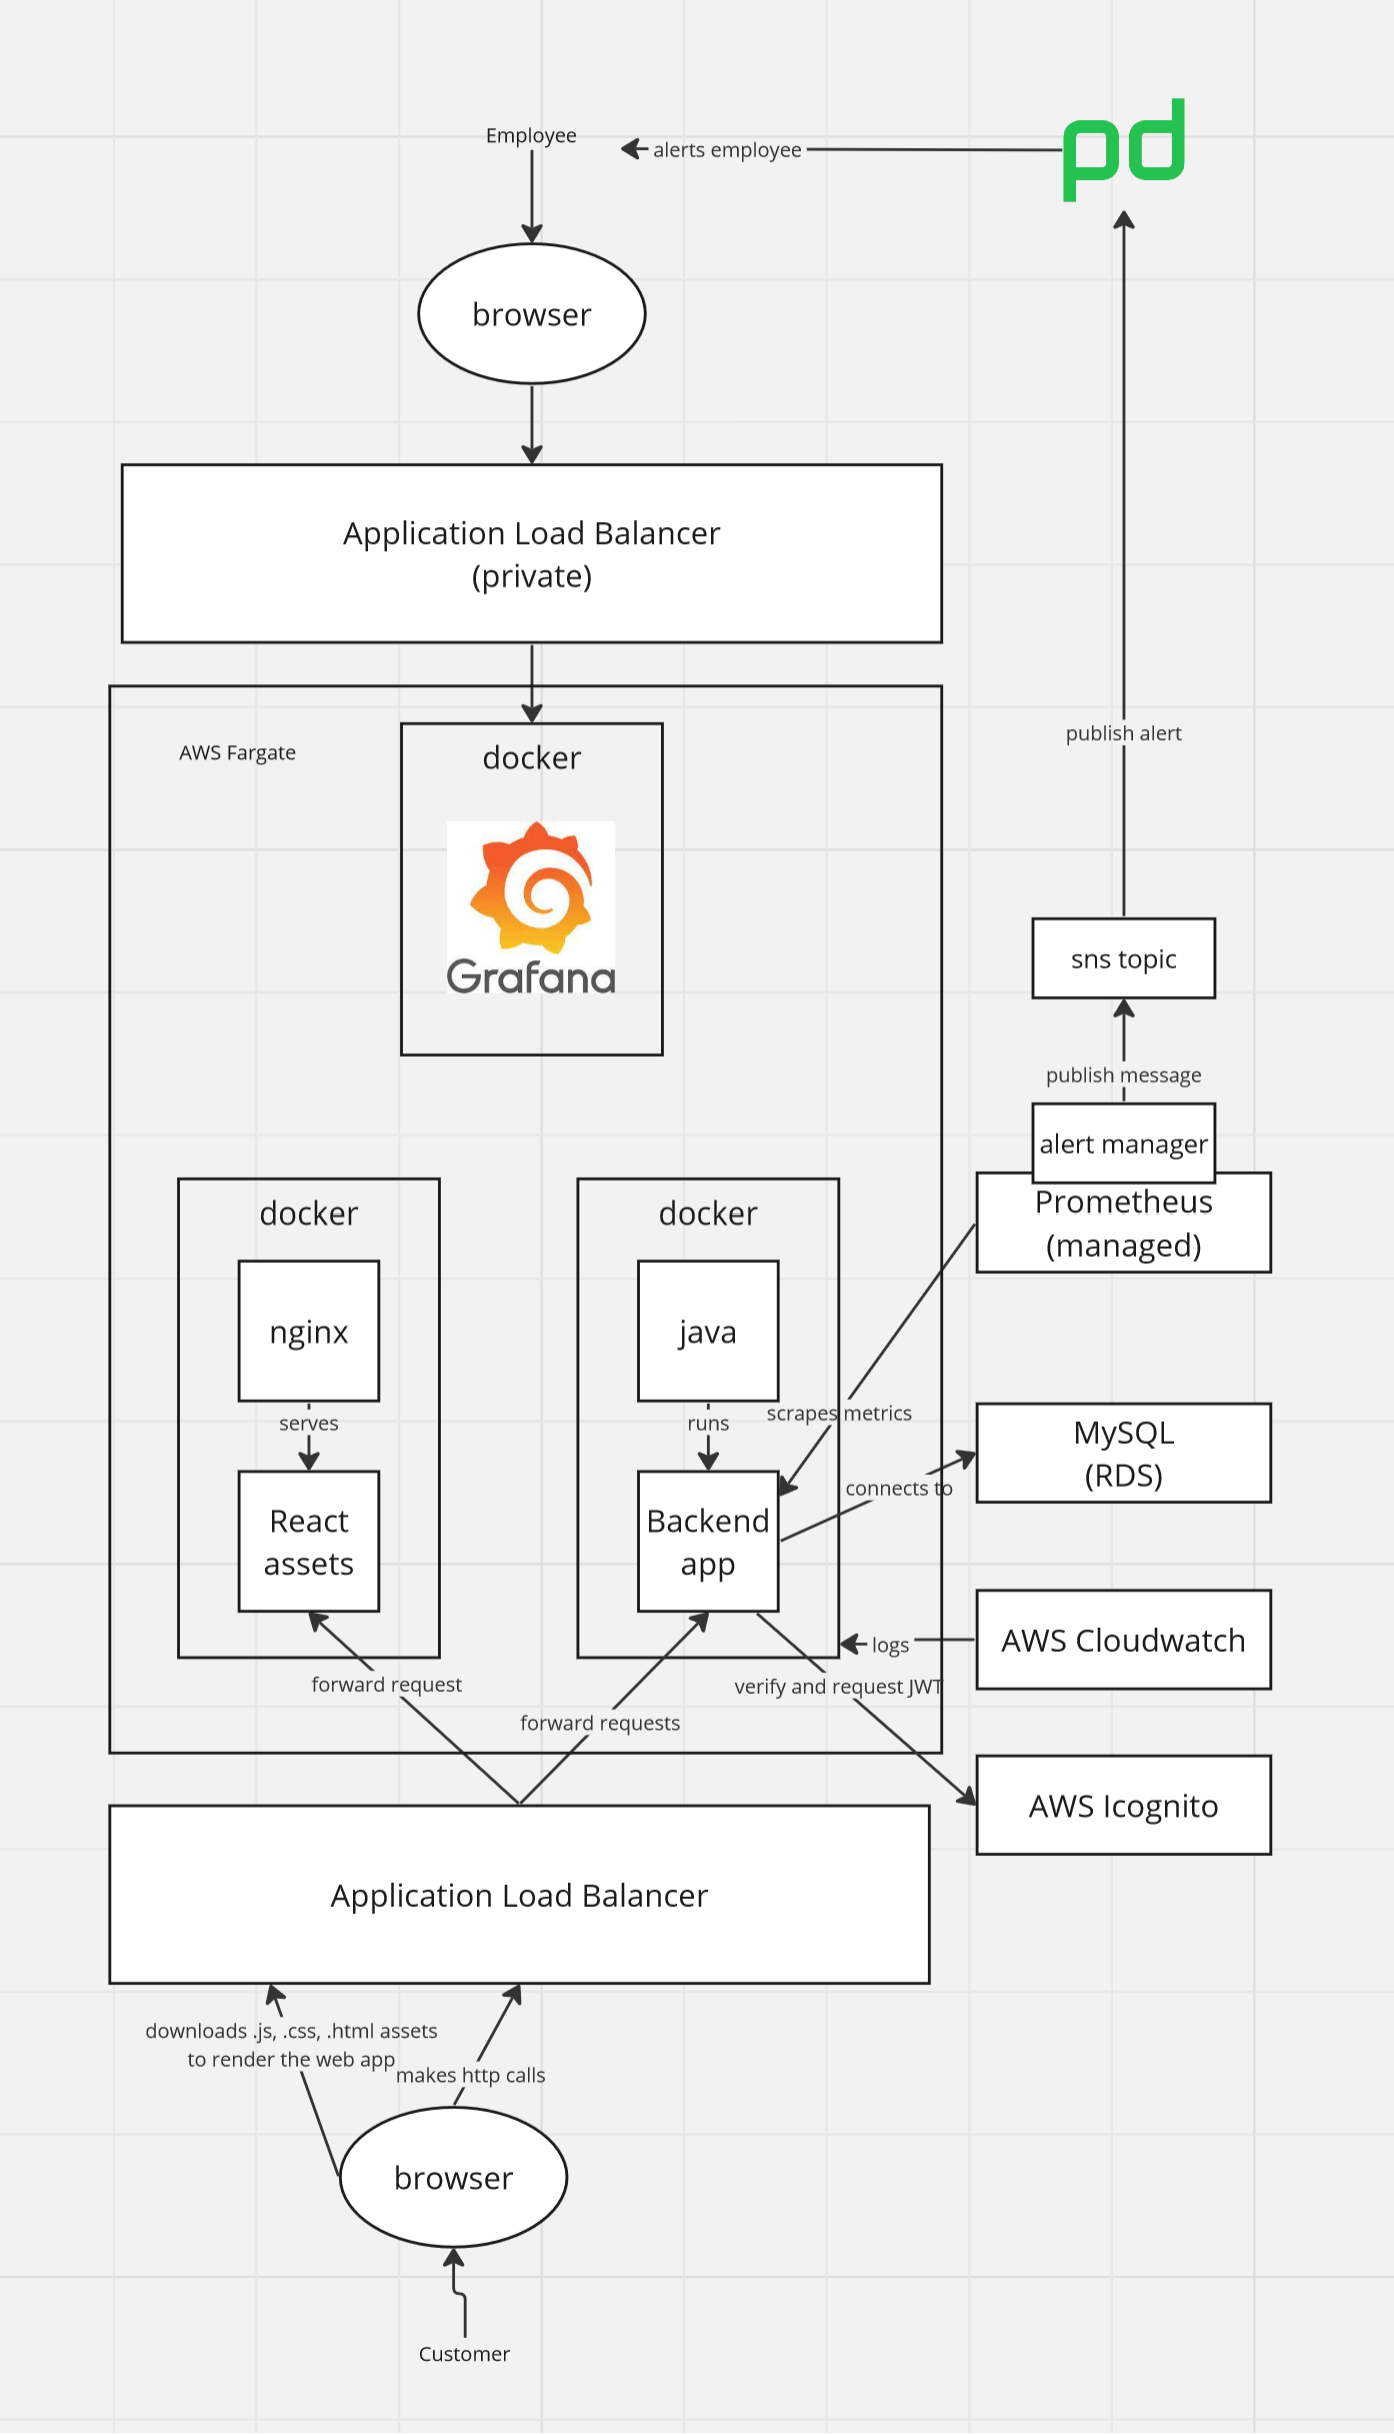 Employee
alerts employee
pd
browser
Application Load Balancer
(private)
AWS Fargate
docker
Grafana
publish alert
sns topic
publish message
alert manager
Prometheus
(managed)
docker
nginx
serves
React
assets
docker
java
runs
Backend
app
scrapes metrics
connects to
MySQL
(RDS)
logs
AWS Cloudwatch
verify and request JWT
AWS Icognito
forward request
forward requests
Application Load Balancer
downloads .js, .css, .html assets
to render the web app
makes http calls
browser
Customer